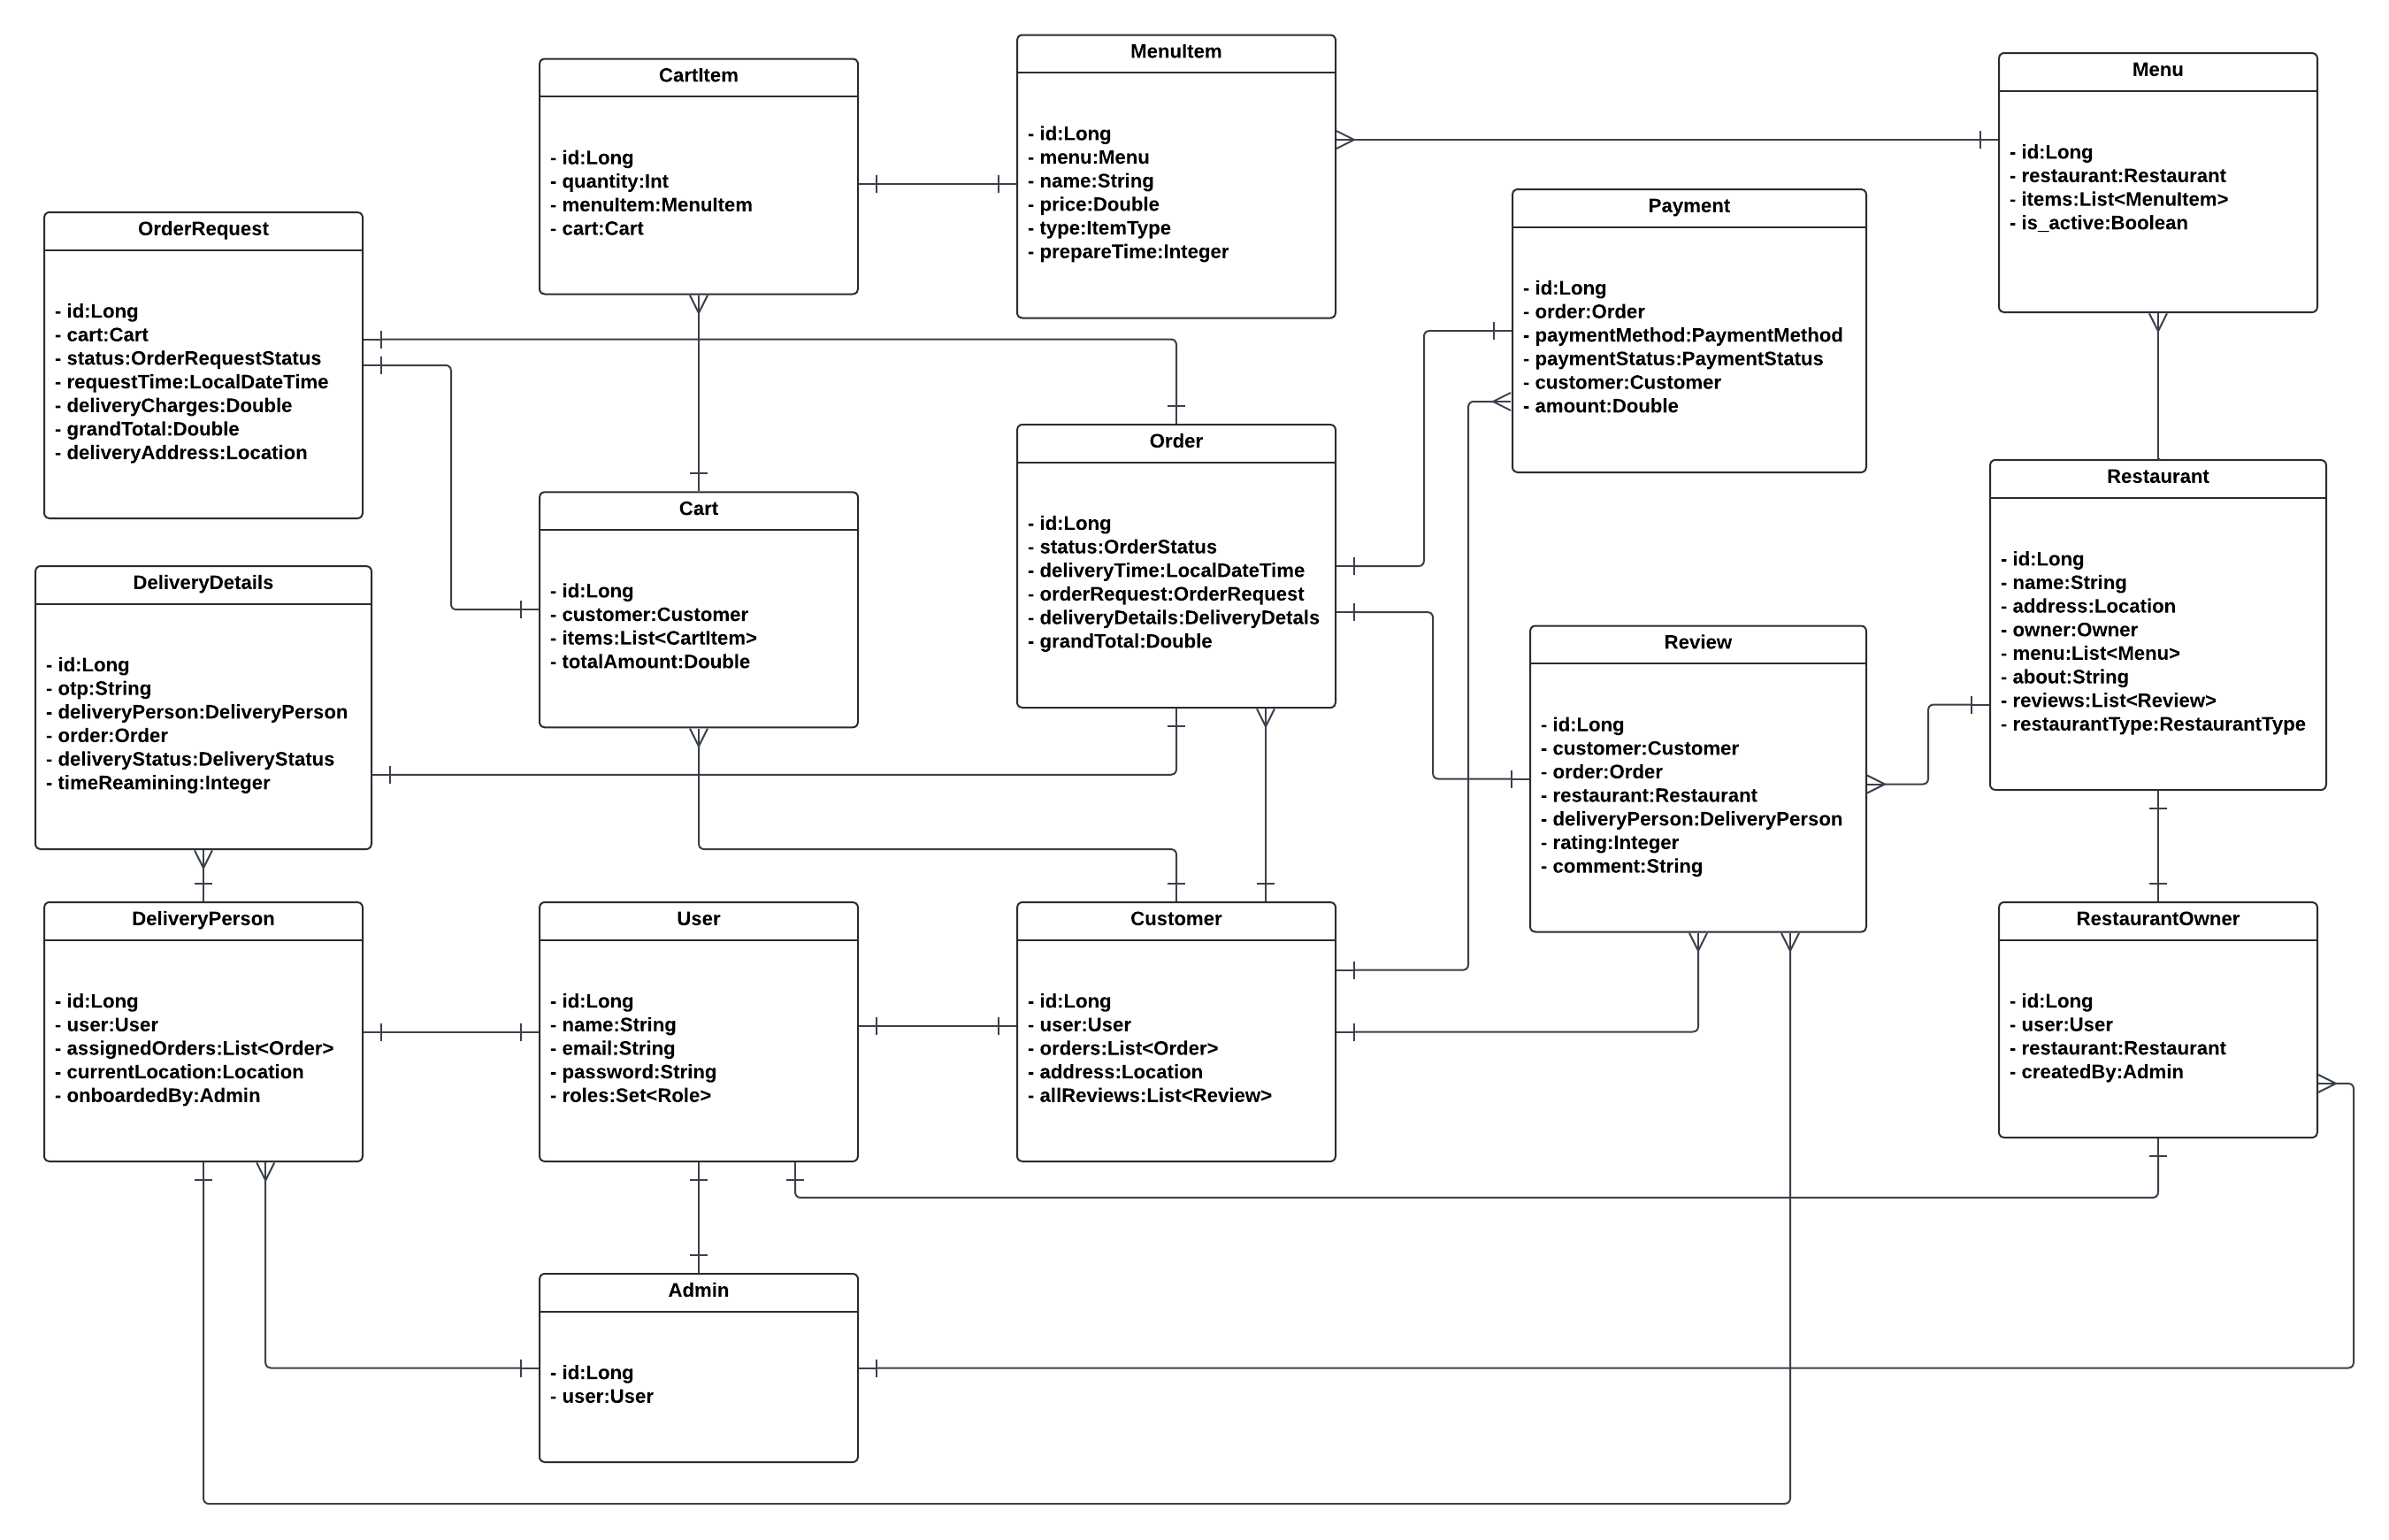 MenuItem
- id:Long
- menu:Menu
- name:String
- price:Double
- type:ItemType
- prepareTime:Integer
Menu
- id:Long
- restaurant:Restaurant
- items:List<MenuItem>
- is_active:Boolean
CartItem
- id:Long
- quantity:Int
- menuItem:MenuItem
- cart:Cart
Payment
- id:Long
- order:Order
- paymentMethod:PaymentMethod
- paymentStatus:PaymentStatus
- customer:Customer
- amount:Double
OrderRequest
- id:Long
- cart:Cart
- status:OrderRequestStatus
- requestTime:LocalDateTime
- deliveryCharges:Double
- grandTotal:Double
- deliveryAddress:Location
Order
- id:Long
- status:OrderStatus
- deliveryTime:LocalDateTime
- orderRequest:OrderRequest
- deliveryDetails:DeliveryDetals
- grandTotal:Double
Restaurant
- id:Long
- name:String
- address:Location
- owner:Owner
- menu:List<Menu>
- about:String
- reviews:List<Review>
- restaurantType:RestaurantType
Cart
- id:Long
- customer:Customer
- items:List<CartItem>
- totalAmount:Double
DeliveryDetails
- id:Long
- otp:String
- deliveryPerson:DeliveryPerson
- order:Order
- deliveryStatus:DeliveryStatus
- timeReamining:Integer
Review
- id:Long
- customer:Customer
- order:Order
- restaurant:Restaurant
- deliveryPerson:DeliveryPerson
- rating:Integer
- comment:String
DeliveryPerson
- id:Long
- user:User
- assignedOrders:List<Order>
- currentLocation:Location
- onboardedBy:Admin
User
- id:Long
- name:String
- email:String
- password:String
- roles:Set<Role>
Customer
- id:Long
- user:User
- orders:List<Order>
- address:Location
- allReviews:List<Review>
RestaurantOwner
- id:Long
- user:User
- restaurant:Restaurant
- createdBy:Admin
Admin
- id:Long
- user:User